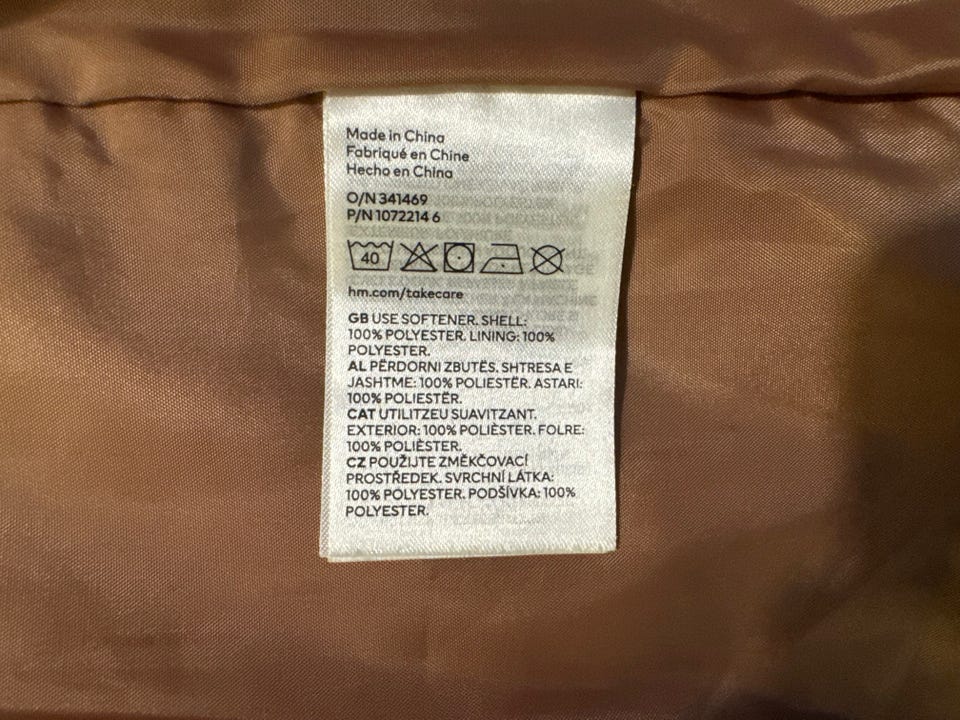 Made in China
Fabriqué en Chine
Hecho en China
O/N 341469
P/N 1072214 6
40
hm.com/takecare
GB USE SOFTENER. SHELL:
100% POLYESTER. LINING: 100%
POLYESTER.
AL PËRDORNI ZBUTËS. SHTRESA E
JASHTME: 100% POLIESTËR. ASTARI:
100% POLIESTËR.
CAT UTILITZEU SUAVITZANT.
EXTERIOR: 100% POLIÈSTER. FOLRE:
100% POLIÈSTER.
CZ POUŽIJTE ZMĚKČOVACÍ
PROSTŘEDEK. SVRCHNÍ LÁTKA:
100% POLYESTER. PODŠÍVKA: 100%
POLYESTER.